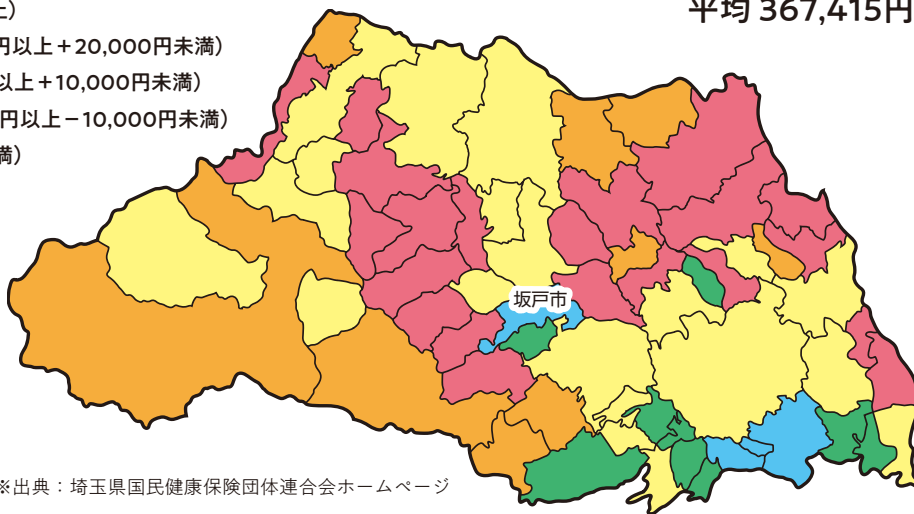 上）
平均 367,415円
円以上＋20,000円未満）
以上＋10,000円未満）
円以上－10,000円未満）
満）
坂戸市
※出典：埼玉県国民健康保険団体連合会ホームページ